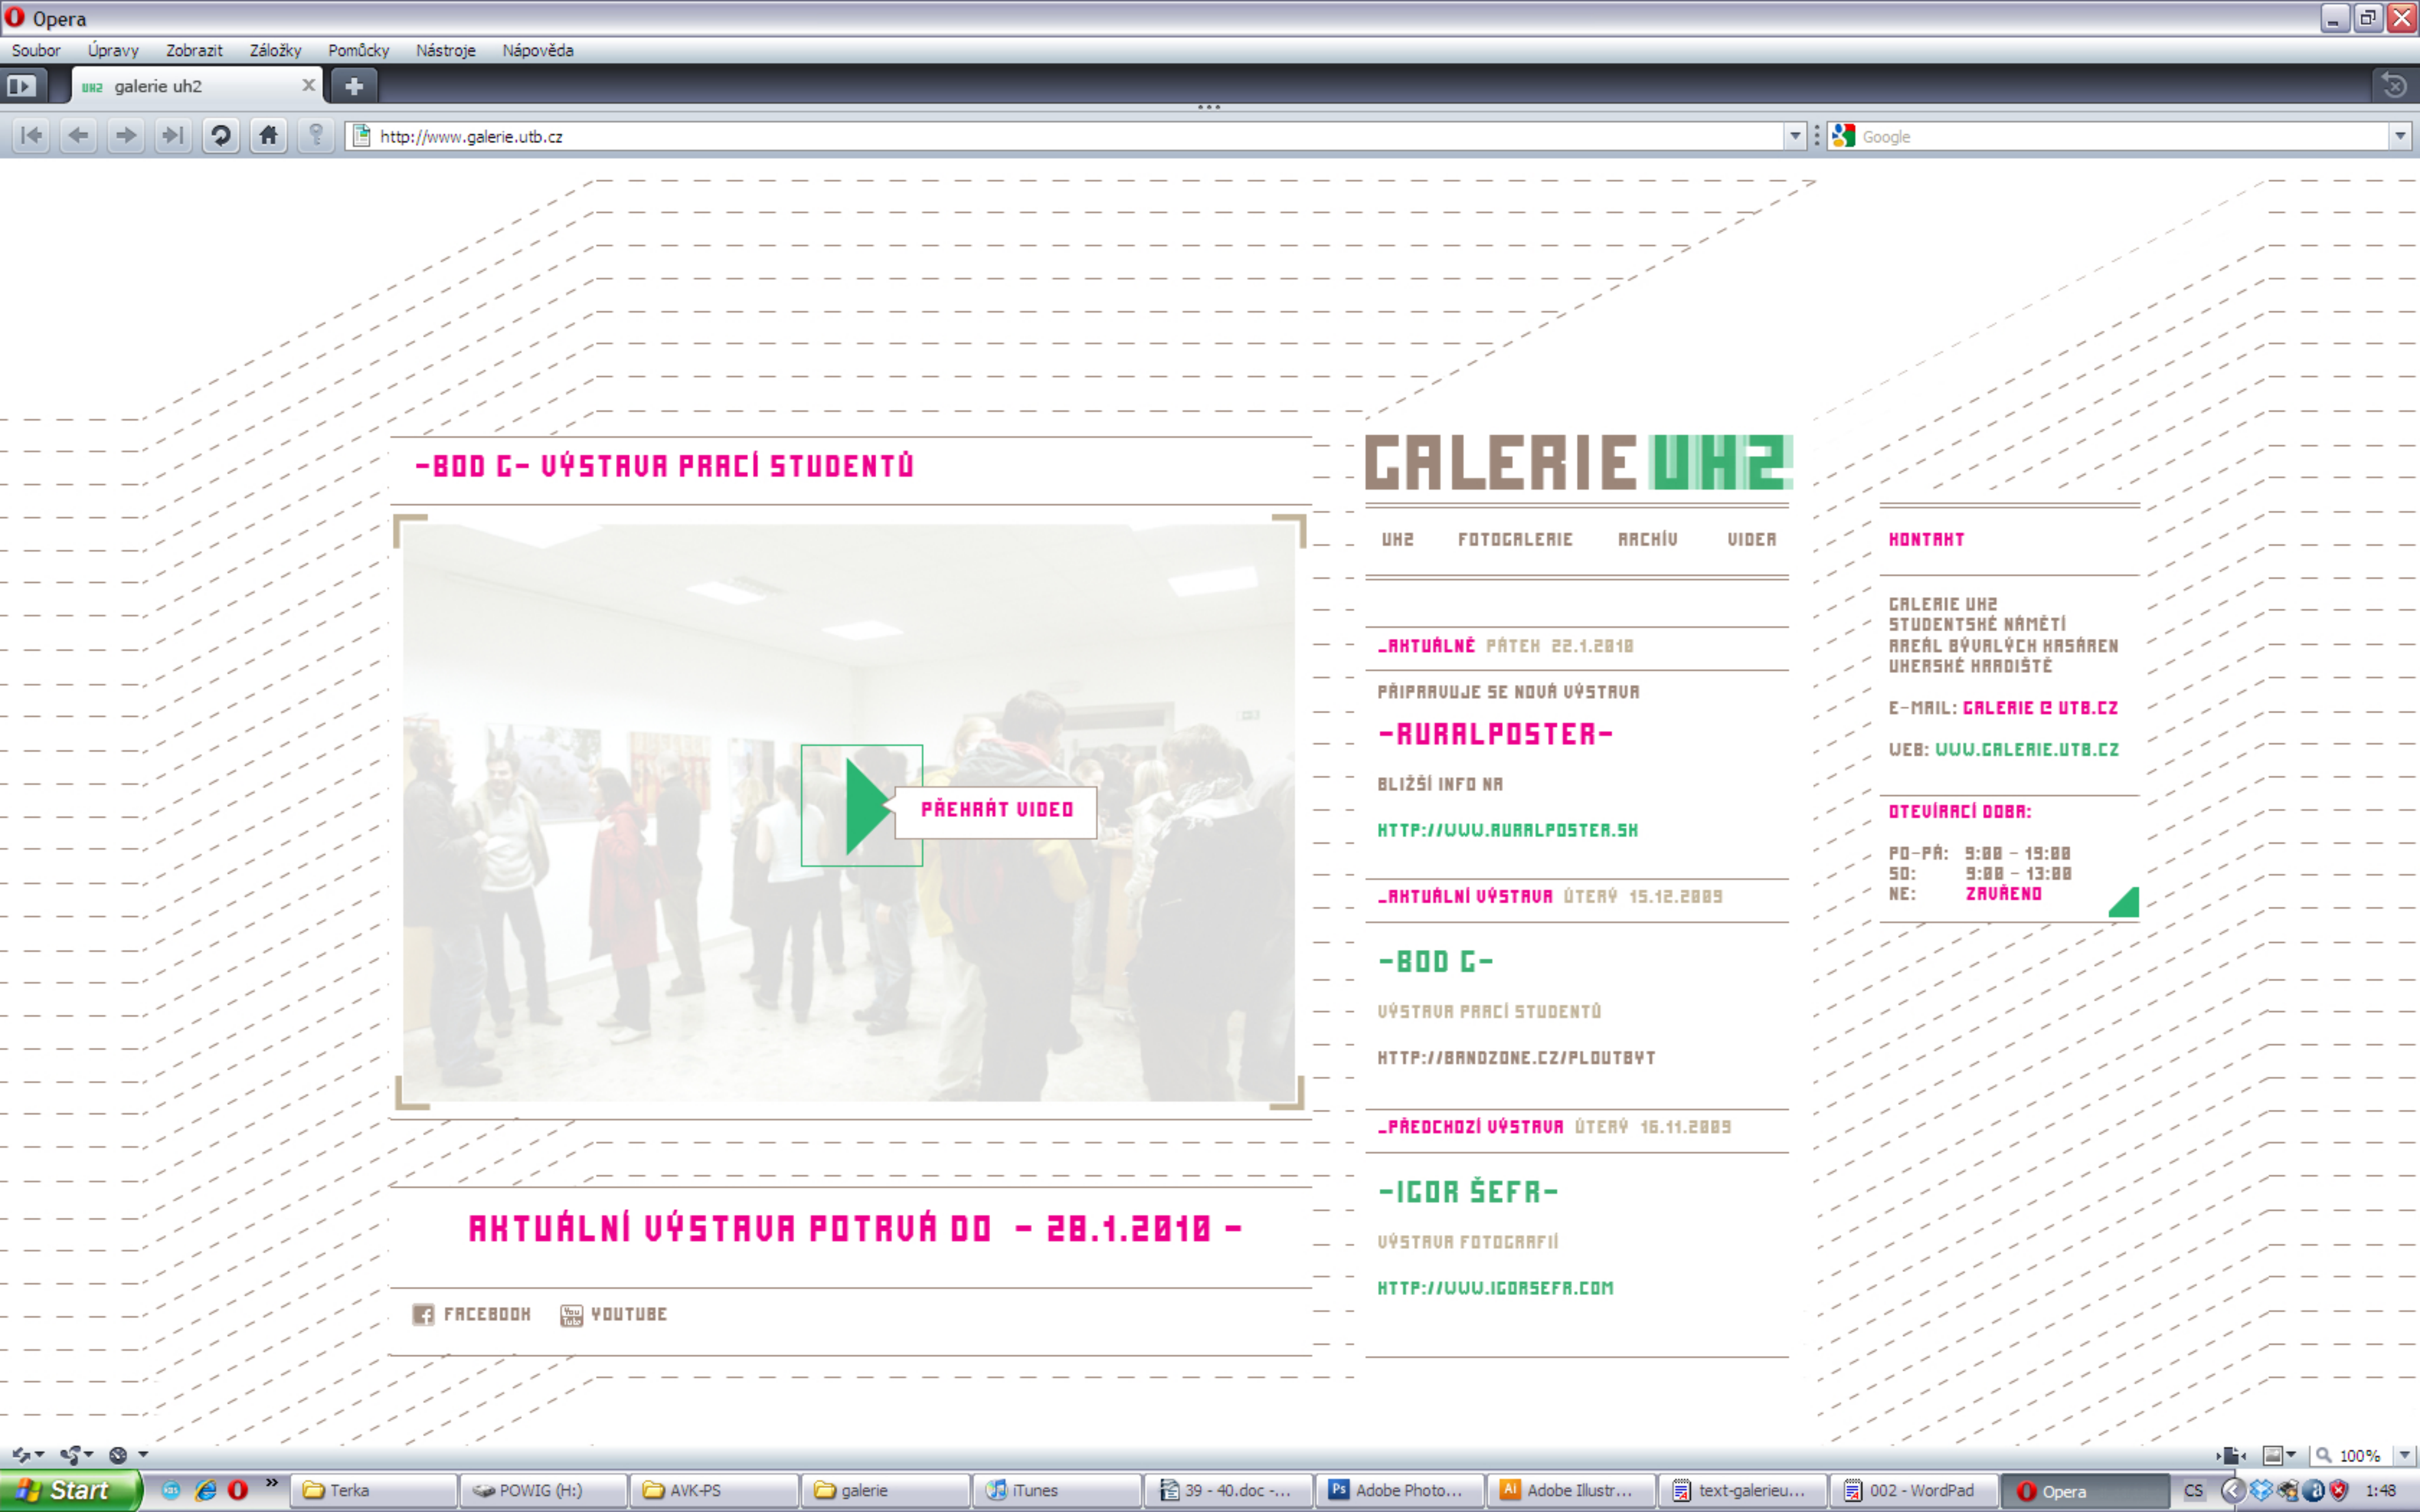 Opera
Soubor Úpravy Zobrazit Záložky Pomůcky Nástroje Nápověda
UH2 galerie uh2
http://www.galerie.utb.cz
Google
GALERIE UH2
-BOD G- VÝSTAVA PRACÍ STUDENTŮ
PŘEHRÁT VIDEO
AKTUÁLNÍ VÝSTAVA POTRVÁ DO - 28.1.2010 -
FACEBOOK You Tube YOUTUBE
UH2 FOTOGALERIE ARCHÍV VIDEA
_AKTUÁLNĚ PÁTEK 22.1.2010
PŘIPRAVUJE SE NOVÁ VÝSTAVA
-RURALPOSTER-
BLIŽŠÍ INFO NA
HTTP://WWW.RURALPOSTER.SK
_AKTUÁLNÍ VÝSTAVA ÚTERÝ 15.12.2009
-BOD G-
VÝSTAVA PRACÍ STUDENTŮ
HTTP://BANDZONE.CZ/PLOUTBYT
_PŘEDCHOZÍ VÝSTAVA ÚTERÝ 16.11.2009
-IGOR ŠEFR-
VÝSTAVA FOTOGRAFIÍ
HTTP://WWW.IGORSEFR.COM
KONTAKT
GALERIE UH2
STUDENTSKÉ NÁMĚTÍ
AREÁL BÝVALÝCH KASÁREN
UHERSKÉ HRADIŠTĚ
E-MAIL: GALERIE @ UTB.CZ
WEB: WWW.GALERIE.UTB.CZ
OTEVÍRACÍ DOBA:
PO-PÁ: 9:00 - 19:00
SO: 9:00 - 13:00
NE: ZAVŘENO
100%
Start Terka POWIG (H:) AVK-PS galerie iTunes 39 - 40.doc -... Ps Adobe Photo... Ai Adobe Illustr... text-galerieu... 002 - WordPad Opera CS 1:48